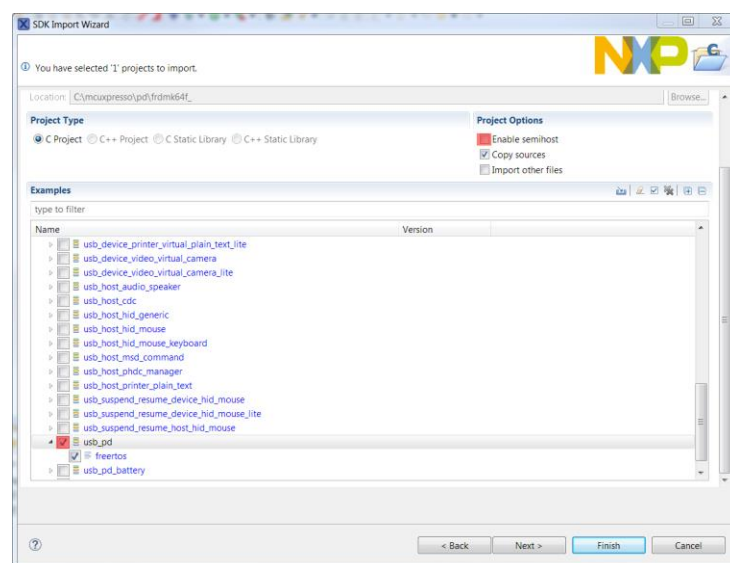 SDK Import Wizard
NXP
You have selected '1' projects to import.
Location: C:\mcuxpresso\pd\frdmk64f_ Browse...
Project Type Project Options
C Project C++ Project C Static Library C++ Static Library Enable semihost
Copy sources
Import other files
Examples
type to filter
Name Version
usb_device_printer_virtual_plain_text_lite
usb_device_video_virtual_camera
usb_device_video_virtual_camera_lite
usb_host_audio_speaker
usb_host_cdc
usb_host_hid_generic
usb_host_hid_mouse
usb_host_hid_mouse_keyboard
usb_host_msd_command
usb_host_phdc_manager
usb_host_printer_plain_text
usb_suspend_resume_device_hid_mouse
usb_suspend_resume_device_hid_mouse_lite
usb_suspend_resume_host_hid_mouse
usb_pd
freertos
usb_pd_battery
< Back Next > Finish Cancel